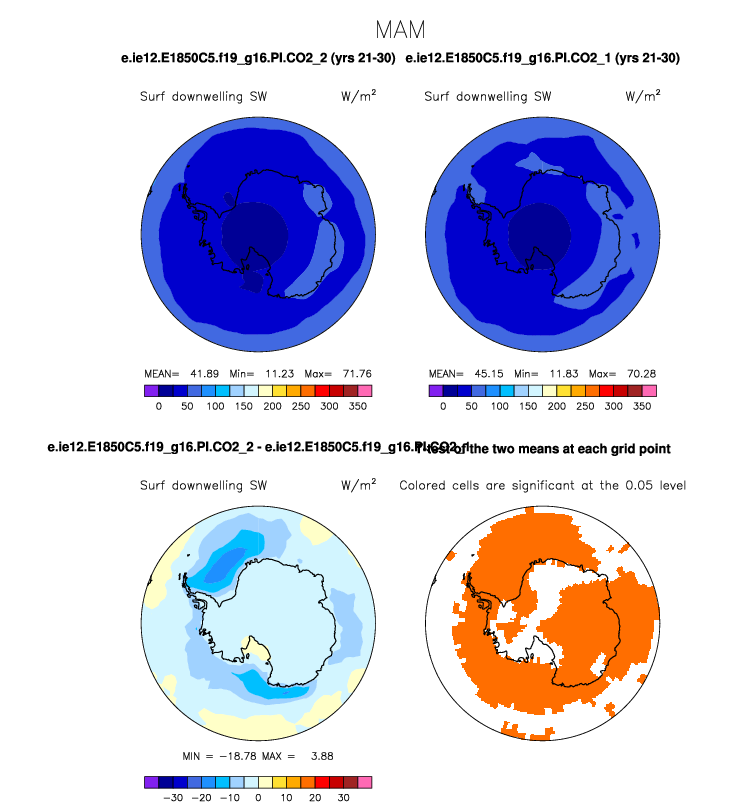 MAM
e.ie12.E1850C5.f19_g16.PI.CO2_2 (yrs 21-30) e.ie12.E1850C5.f19_g16.PI.CO2_1 (yrs 21-30)
Surf downwelling SW W/m² Surf downwelling SW W/m²
MEAN= 41.89 Min= 11.23 Max= 71.76 MEAN= 45.15 Min= 11.83 Max= 70.28
0 50 100 150 200 250 300 350 0 50 100 150 200 250 300 350
e.ie12.E1850C5.f19_g16.PI.CO2_2 - e.ie12.E1850C5.f19_g16.PI.CO2_1 T-test of the two means at each grid point
Surf downwelling SW W/m² Colored cells are significant at the 0.05 level
MIN = −18.78 MAX = 3.88
−30 −20 −10 0 10 20 30